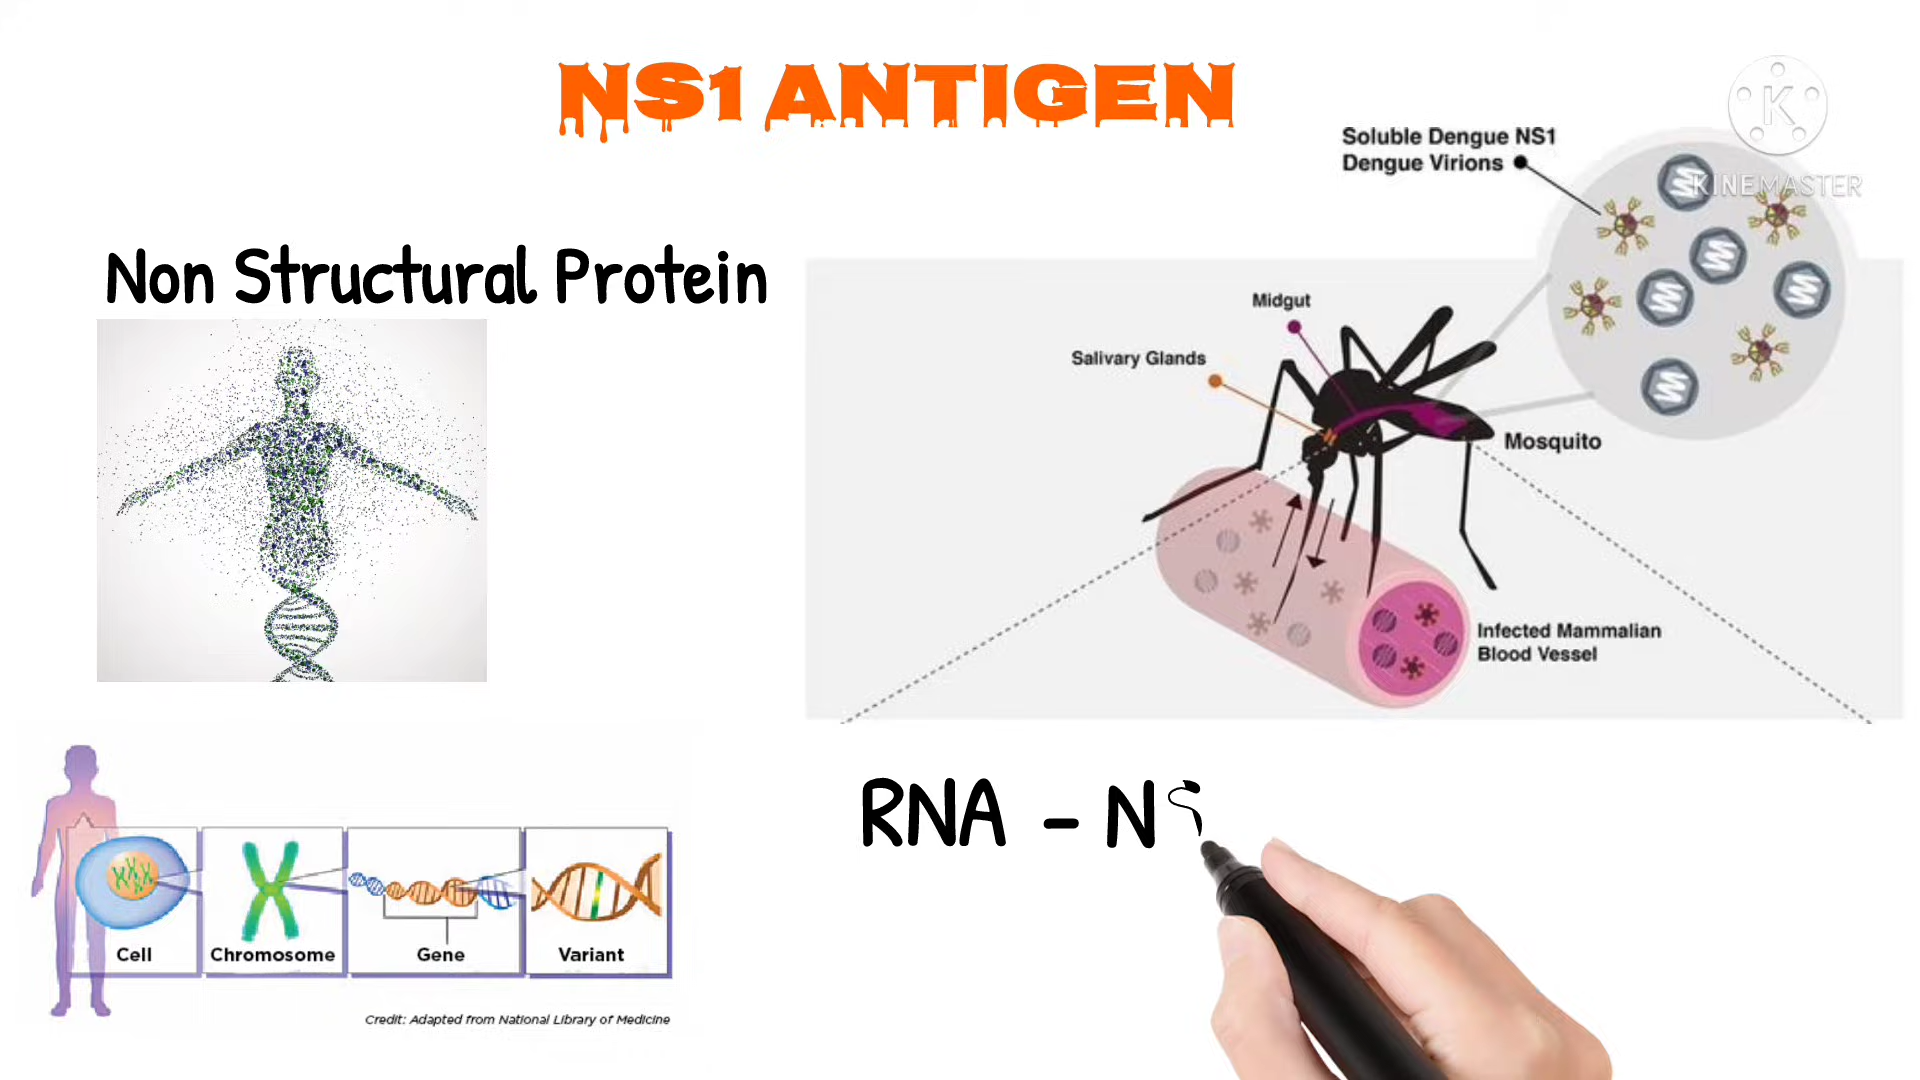 NS1 ANTIGEN
K
KINEMASTER
Soluble Dengue NS1
Dengue Virions
Non Structural Protein
Midgut
Salivary Glands
Mosquito
Infected Mammalian
Blood Vessel
RNA - NS
Cell
Chromosome
Gene
Variant
Credit: Adapted from National Library of Medicine